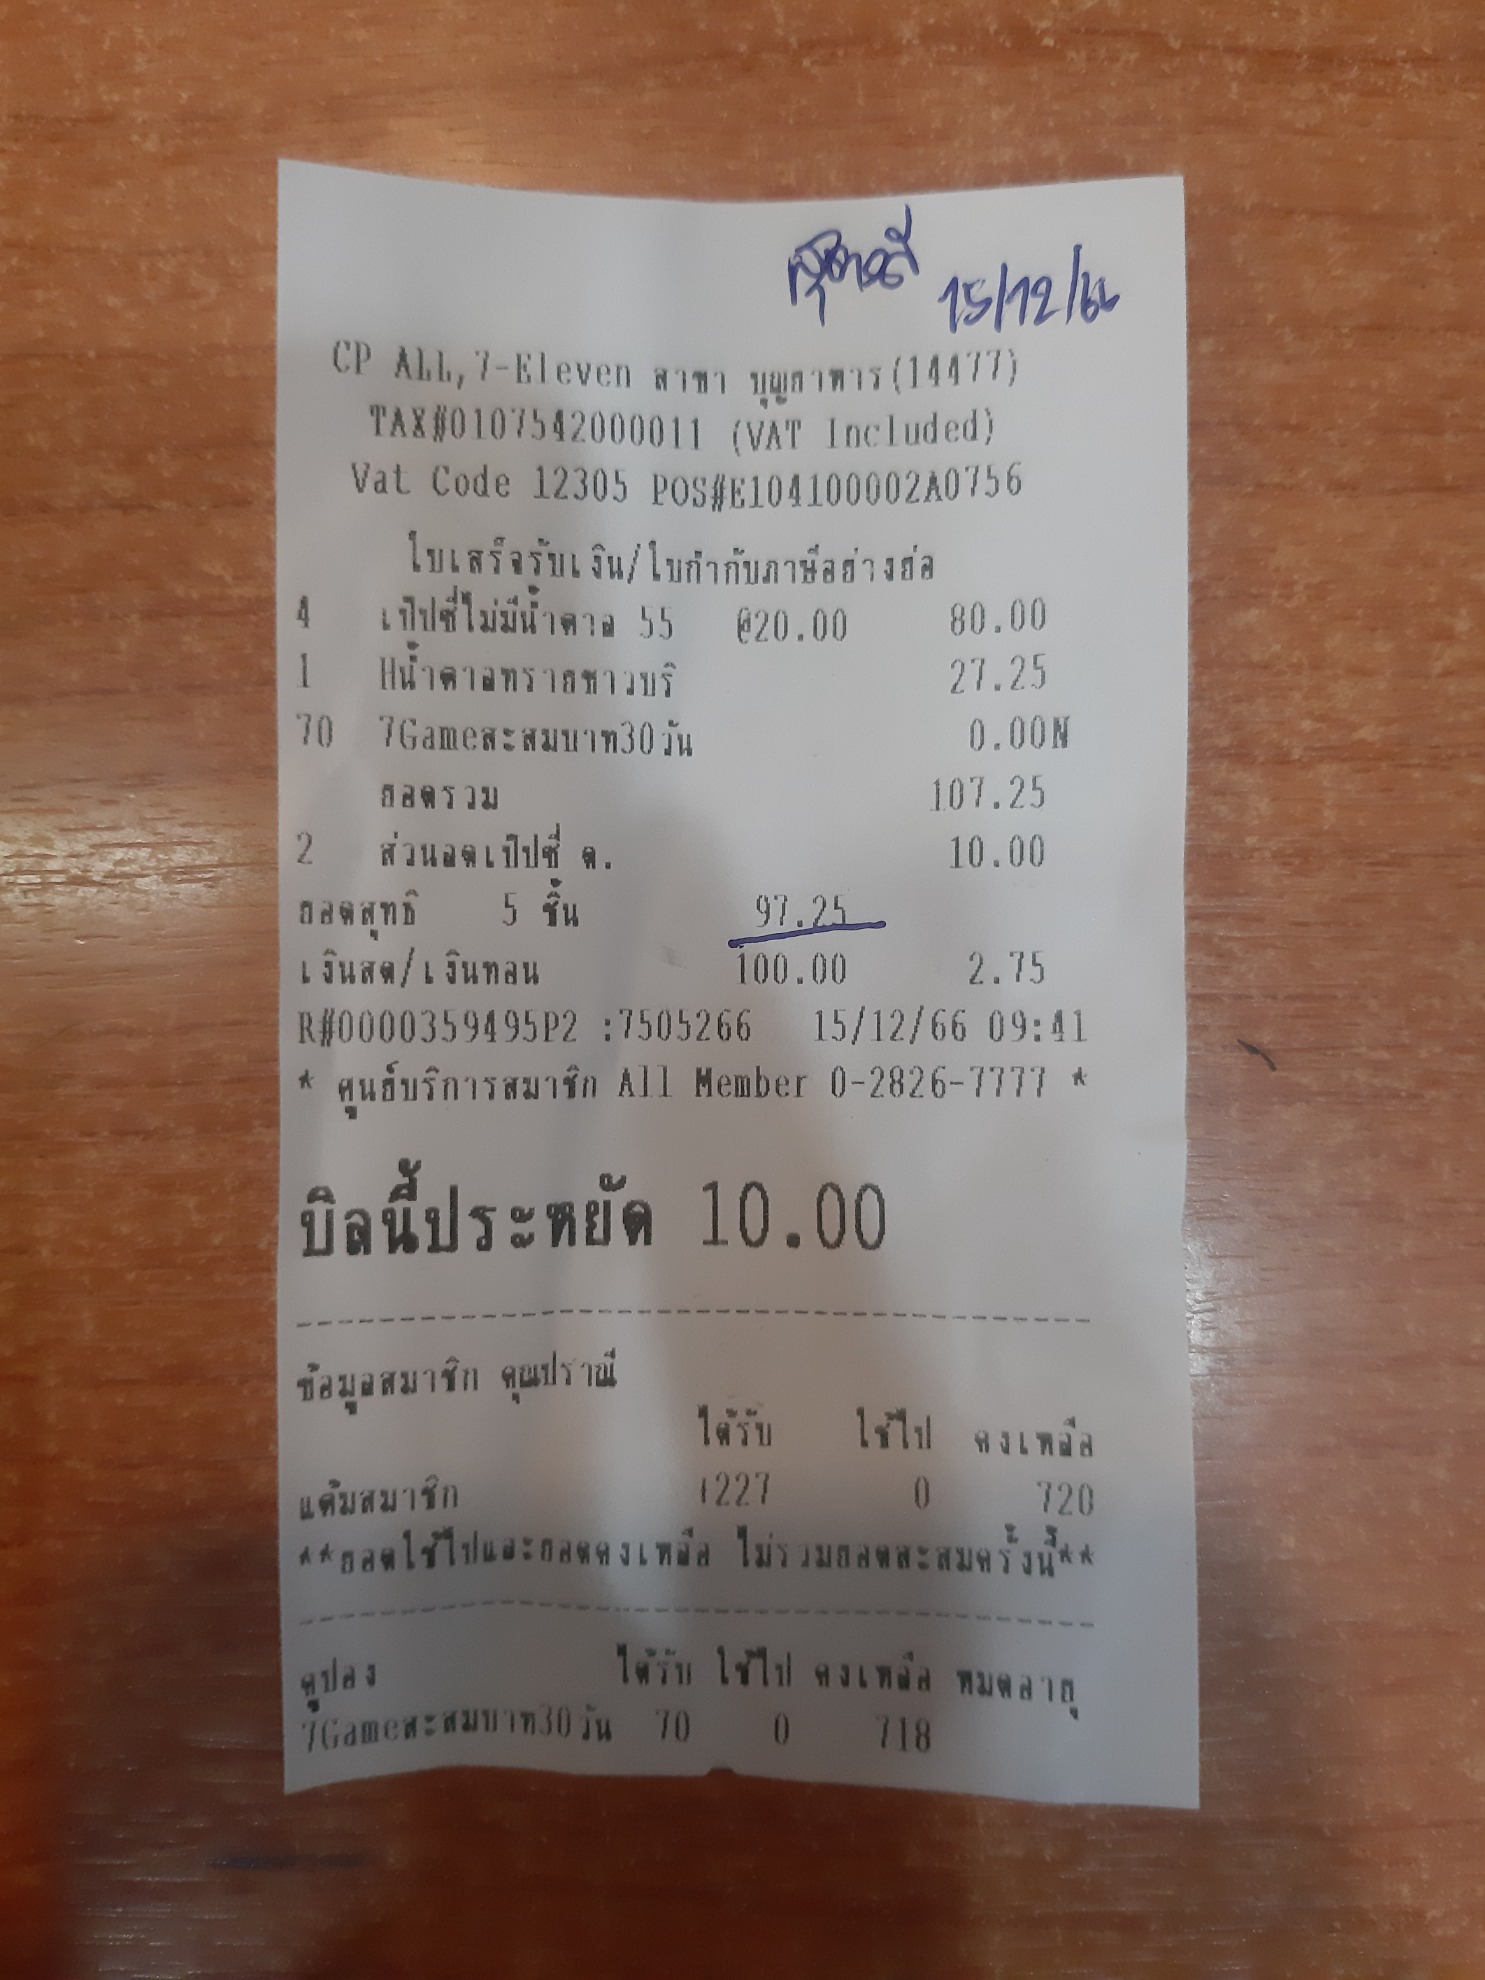 15/12/66
CP ALL,7-Eleven สาขา บุญธาหาร(14477)
TAX#0107542000011 (VAT Included)
Vat Code 12305 POS#E104100002A0756
ใบเสร็จรับเงิน/ใบกำกับภาษีอย่างย่อ
4 เป๊ปซี่ไม่มีน้ำตาล 55 @20.00 80.00
1 Hน้ำตาลทรายขาวบริ 27.25
70 7Gameสะสมบาท30วัน 0.00N
ยอดรวม 107.25
2 ส่วนลดเป๊ปซี่ ต. 10.00
ยอดสุทธิ 5 ชิ้น 97.25
เงินสด/เงินทอน 100.00 2.75
R#0000359495P2 :7505266 15/12/66 09:41
* ศูนย์บริการสมาชิก All Member 0-2826-7777 *
บิลนี้ประหยัด 10.00
ข้อมูลสมาชิก คุณปราณี
ได้รับ ใช้ไป คงเหลือ
แต้มสมาชิก +227 0 720
**ยอดใช้ไปและยอดคงเหลือ ไม่รวมยอดสะสมครั้งนี้**
คูปอง ได้รับ ใช้ไป คงเหลือ หมดอายุ
7Gameสะสมบาท30วัน 70 0 718